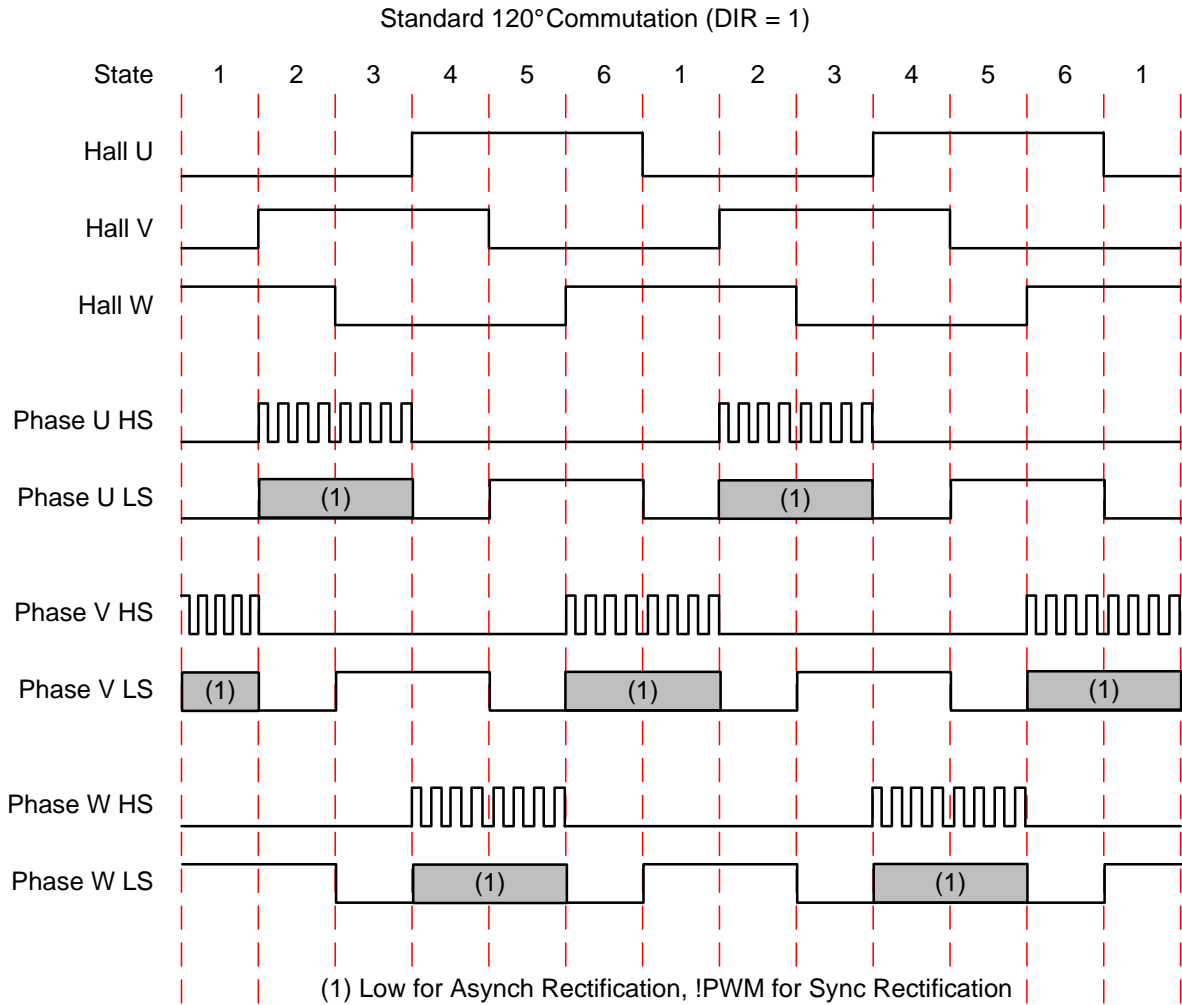 Standard 120°Commutation (DIR = 1)
State 1 2 3 4 5 6 1 2 3 4 5 6 1
Hall U
Hall V
Hall W
Phase U HS
Phase U LS (1) (1)
Phase V HS
Phase V LS (1) (1) (1)
Phase W HS
Phase W LS (1) (1)
(1) Low for Asynch Rectification, !PWM for Sync Rectification